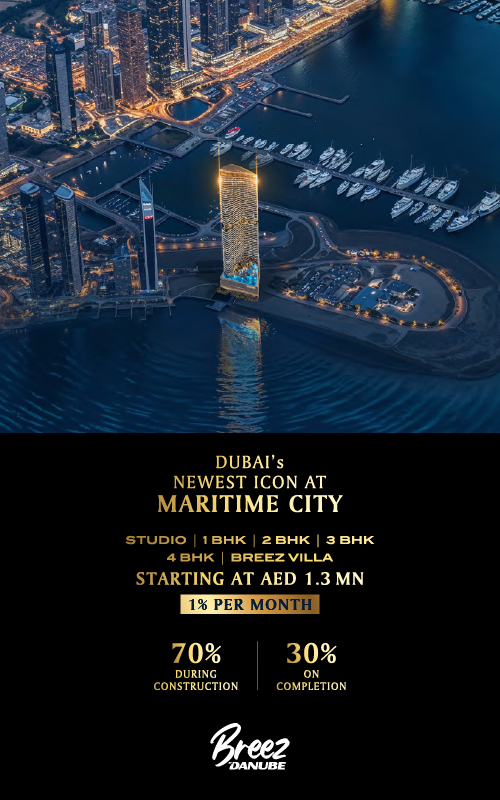 DUBAI's
NEWEST ICON AT
MARITIME CITY
STUDIO | 1 BHK | 2 BHK | 3 BHK
4 BHK | BREEZ VILLA
STARTING AT AED 1.3 MN
1% PER MONTH
70%
DURING
CONSTRUCTION
30%
ON
COMPLETION
Breez
DANUBE